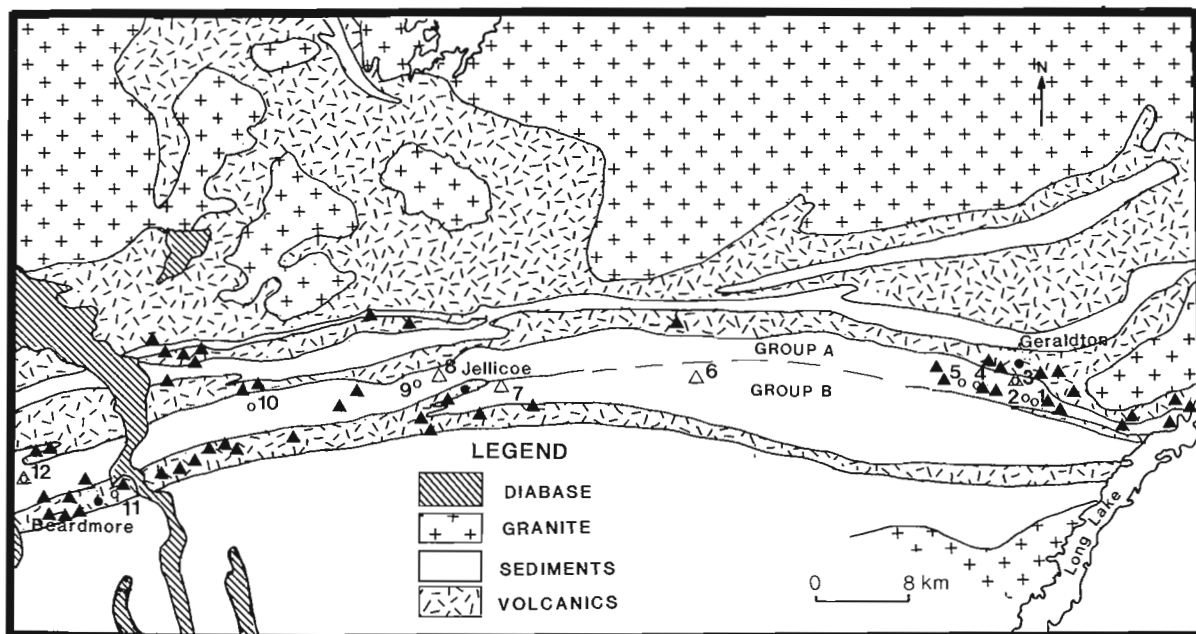 N
Geraldton
GROUP A
Jellicoe
8
9
7
6
GROUP B
5 4 3
2 1
10
12
11
Beardmore
LEGEND
DIABASE
GRANITE
SEDIMENTS
VOLCANICS
0 8 km
Long Lake